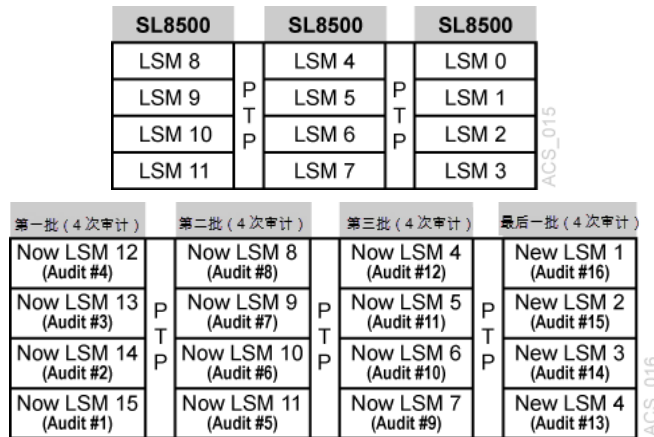 SL8500 SL8500 SL8500
LSM 8 LSM 4 LSM 0
LSM 9 LSM 5 LSM 1
LSM 10 LSM 6 LSM 2
LSM 11 LSM 7 LSM 3
PTP PTP
ACS_015
第一批（4 次审计） 第二批（4 次审计） 第三批（4 次审计） 最后一批（4 次审计）
Now LSM 12 Now LSM 8 Now LSM 4 New LSM 1
(Audit #4) (Audit #8) (Audit #12) (Audit #16)
Now LSM 13 Now LSM 9 Now LSM 5 New LSM 2
(Audit #3) (Audit #7) (Audit #11) (Audit #15)
Now LSM 14 Now LSM 10 Now LSM 6 New LSM 3
(Audit #2) (Audit #6) (Audit #10) (Audit #14)
Now LSM 15 Now LSM 11 Now LSM 7 New LSM 4
(Audit #1) (Audit #5) (Audit #9) (Audit #13)
PTP PTP PTP
ACS_016